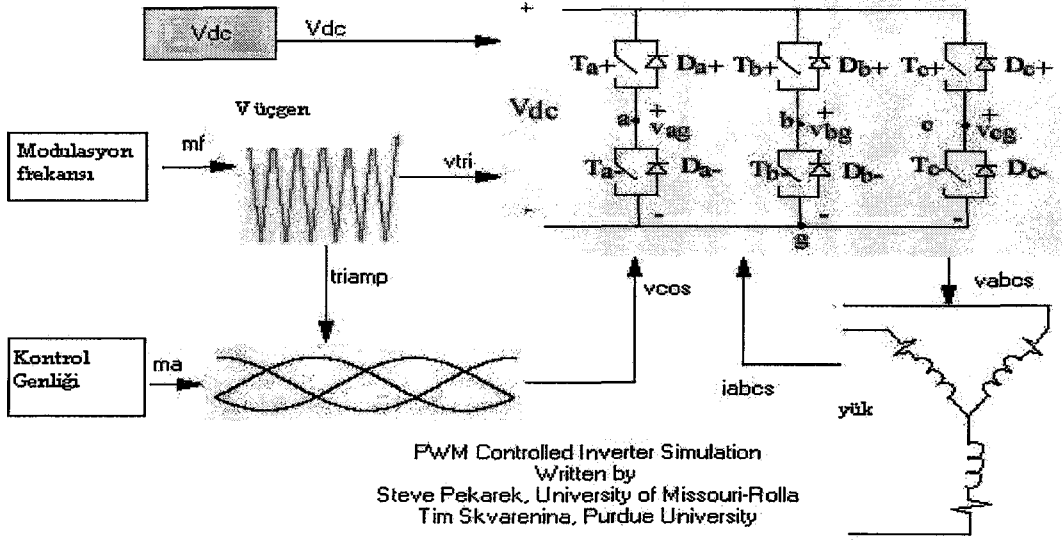 Vdc
Vdc
V üçgen
Modulasyon
frekansı
mf
vtri
triamp
Kontrol
Genliği
ma
+
Vdc
-
Ta+
Da+
Tb+
Db+
Tc+
Dc+
a
+
vag
b
+
vbg
c
+
vcg
Ta-
Da-
Tb-
Db-
Tc-
Dc-
-
-
-
g
vcos
iabcs
vabcs
yük
PWM Controlled Inverter Simulation
Written by
Steve Pekarek, University of Missouri-Rolla
Tim Skvarenina, Purdue University